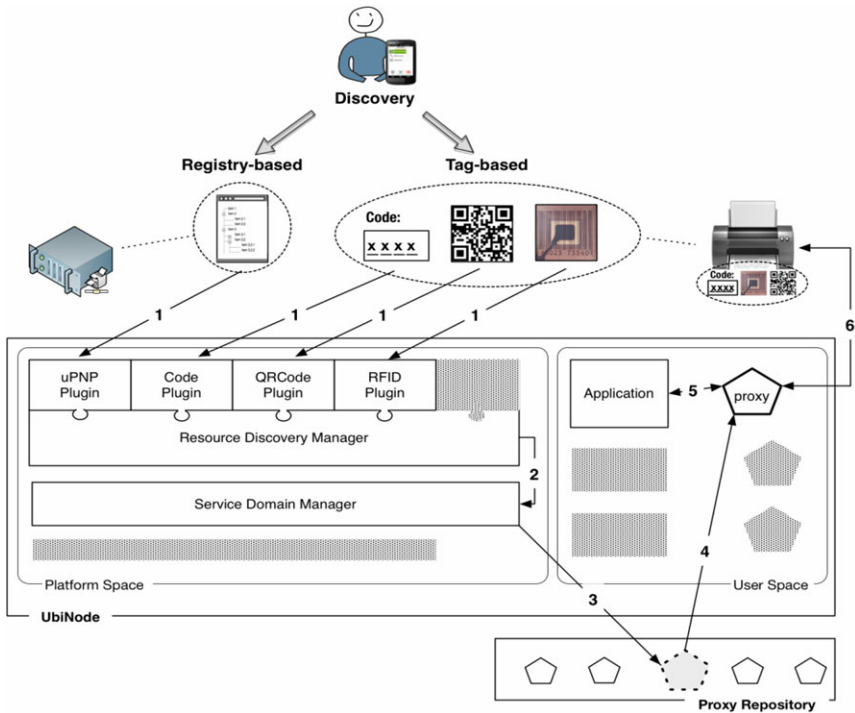 Discovery
Registry-based
Tag-based
Code:
x x x x
Code:
xxxx
1
1
1
1
6
uPNP
Plugin
Code
Plugin
QRCode
Plugin
RFID
Plugin
Application
5
proxy
Resource Discovery Manager
2
Service Domain Manager
4
Platform Space
User Space
3
UbiNode
Proxy Repository